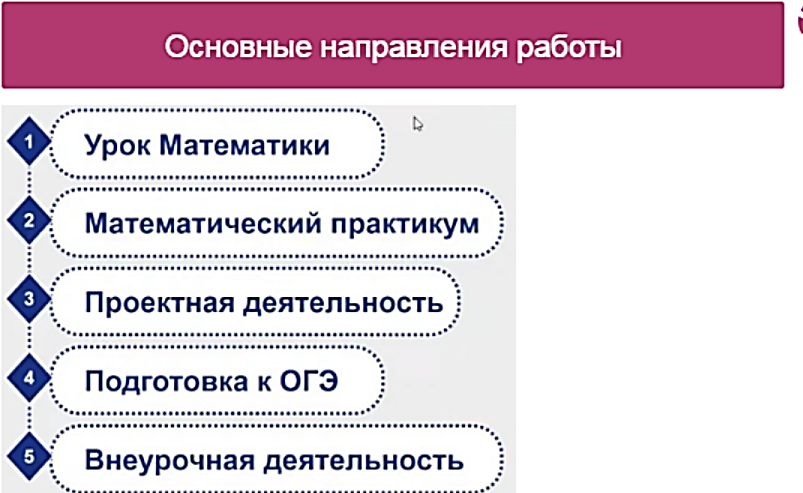 Основные направления работы
1 Урок Математики
2 Математический практикум
3 Проектная деятельность
4 Подготовка к ОГЭ
5 Внеурочная деятельность